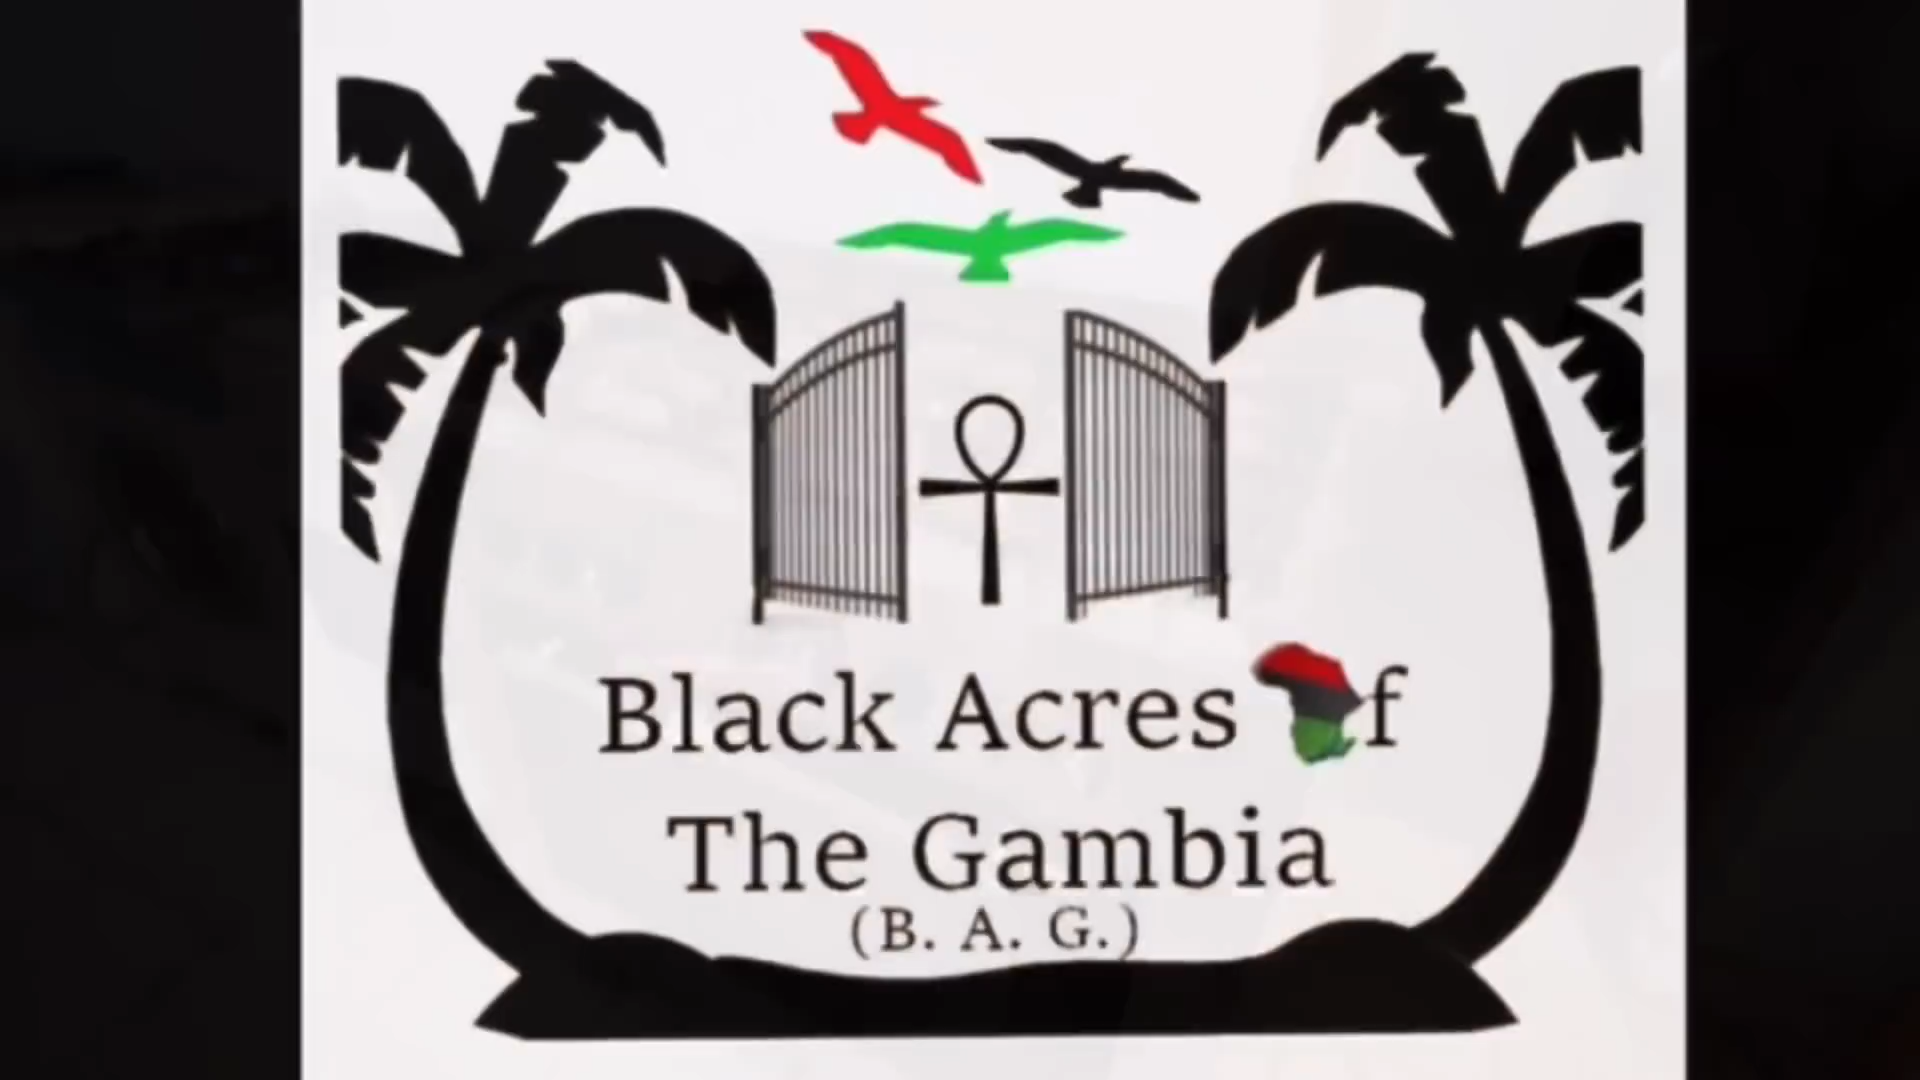 Black Acres Of
The Gambia
(B. A. G.)